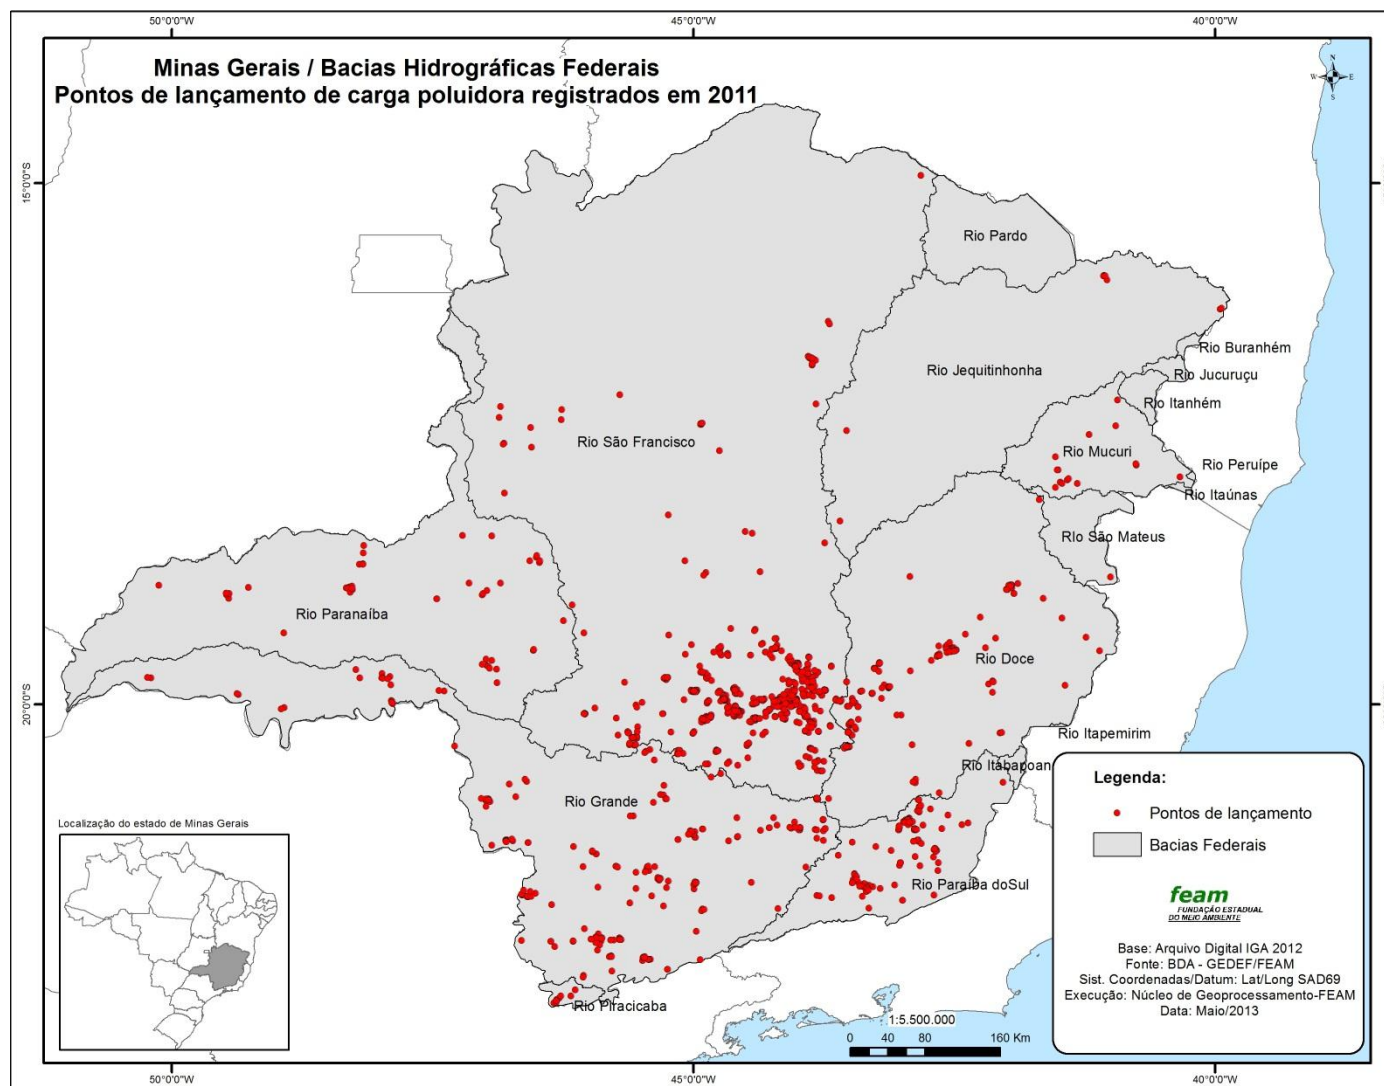 50°0'0"W 45°0'0"W 40°0'0"W
Minas Gerais / Bacias Hidrográficas Federais
Pontos de lançamento de carga poluidora registrados em 2011
N
W E
S
15°0'0"S
Rio Pardo
Rio Buranhém
Rio Jequitinhonha
Rio Jucuruçu
Rio Itanhém
Rio São Francisco
Rio Mucuri
Rio Peruípe
Rio Itaúnas
RIo São Mateus
Rio Paranaíba
Rio Doce
20°0'0"S
Rio Itapemirim
Rio Itabapoan
Rio Grande
Rio Paraíba doSul
Rio Piracicaba
Localização do estado de Minas Gerais
Legenda:
Pontos de lançamento
Bacias Federais
feam
FUNDAÇÃO ESTADUAL
DO MEIO AMBIENTE
Base: Arquivo Digital IGA 2012
Fonte: BDA - GEDEF/FEAM
Sist. Coordenadas/Datum: Lat/Long SAD69
Execução: Núcleo de Geoprocessamento-FEAM
Data: Maio/2013
1:5.500.000
0 40 80 160 Km
50°0'0"W 45°0'0"W 40°0'0"W